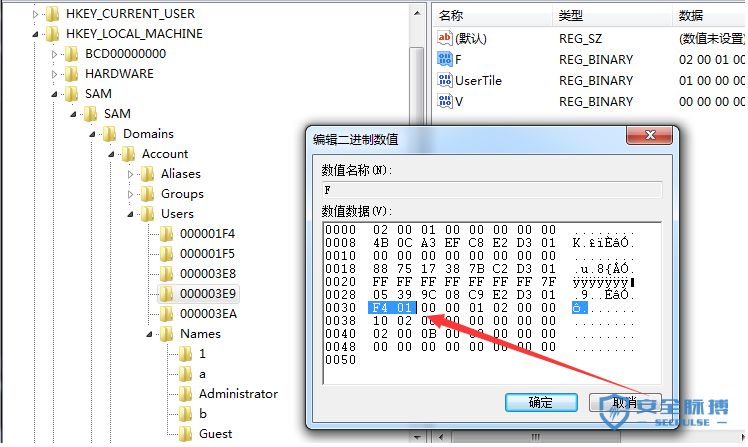 HKEY_CURRENT_USER
HKEY_LOCAL_MACHINE
BCD00000000
HARDWARE
SAM
SAM
Domains
Account
Aliases
Groups
Users
000001F4
000001F5
000003E8
000003E9
000003EA
Names
1
a
Administrator
b
Guest
名称 类型 数据
(默认) REG_SZ (数值未设置)
F REG_BINARY 02 00 01 00
UserTile REG_BINARY 00 00 00 00
V REG_BINARY 00 00 00 00
编辑二进制数值
数值名称(N):
F
数值数据(V):
0000 02 00 01 00 00 00 00 00 ........
0008 4B 0C A3 EF C8 E2 D3 01 K.£ïÈâÓ.
0010 00 00 00 00 00 00 00 00 ........
0018 88 75 17 38 7B C2 D3 01 .u.8{ÂÓ.
0020 FF FF FF FF FF FF FF 7F ÿÿÿÿÿÿÿ
0028 05 39 9C 08 C9 E2 D3 01 .9..ÉâÓ.
0030 F4 01 00 00 01 02 00 00 ô.......
0038 10 02 00 00 00 00 00 00 ........
0040 02 00 0B 00 00 00 00 00 ........
0048 00 00 00 00 00 00 00 00 ........
0050
确定 取消
安全脉搏
SECPULSE